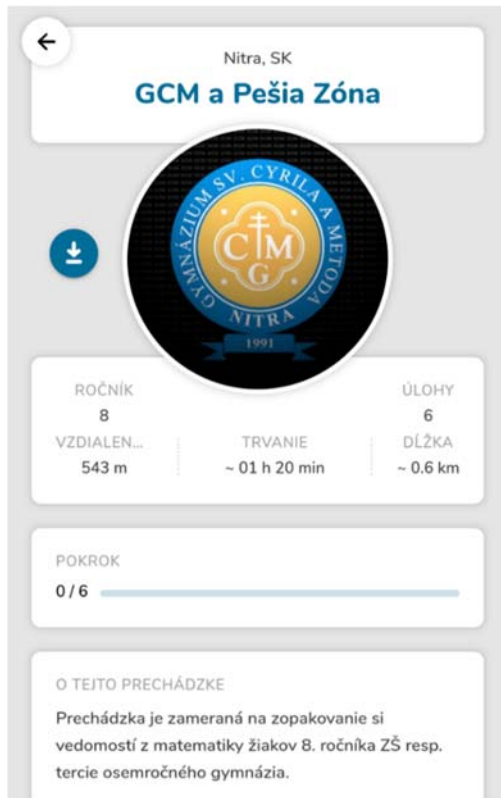 Nitra, SK
GCM a Pešia Zóna
GYMNÁZIUM SV. CYRILA A METODA
CM
G
NITRA
1991
ROČNÍK
8
ÚLOHY
6
VZDIALEN...
543 m
TRVANIE
~ 01 h 20 min
DĹŽKA
~ 0.6 km
POKROK
0 / 6
O TEJTO PRECHÁDZKE
Prechádzka je zameraná na zopakovanie si
vedomostí z matematiky žiakov 8. ročníka ZŠ resp.
tercie osemročného gymnázia.